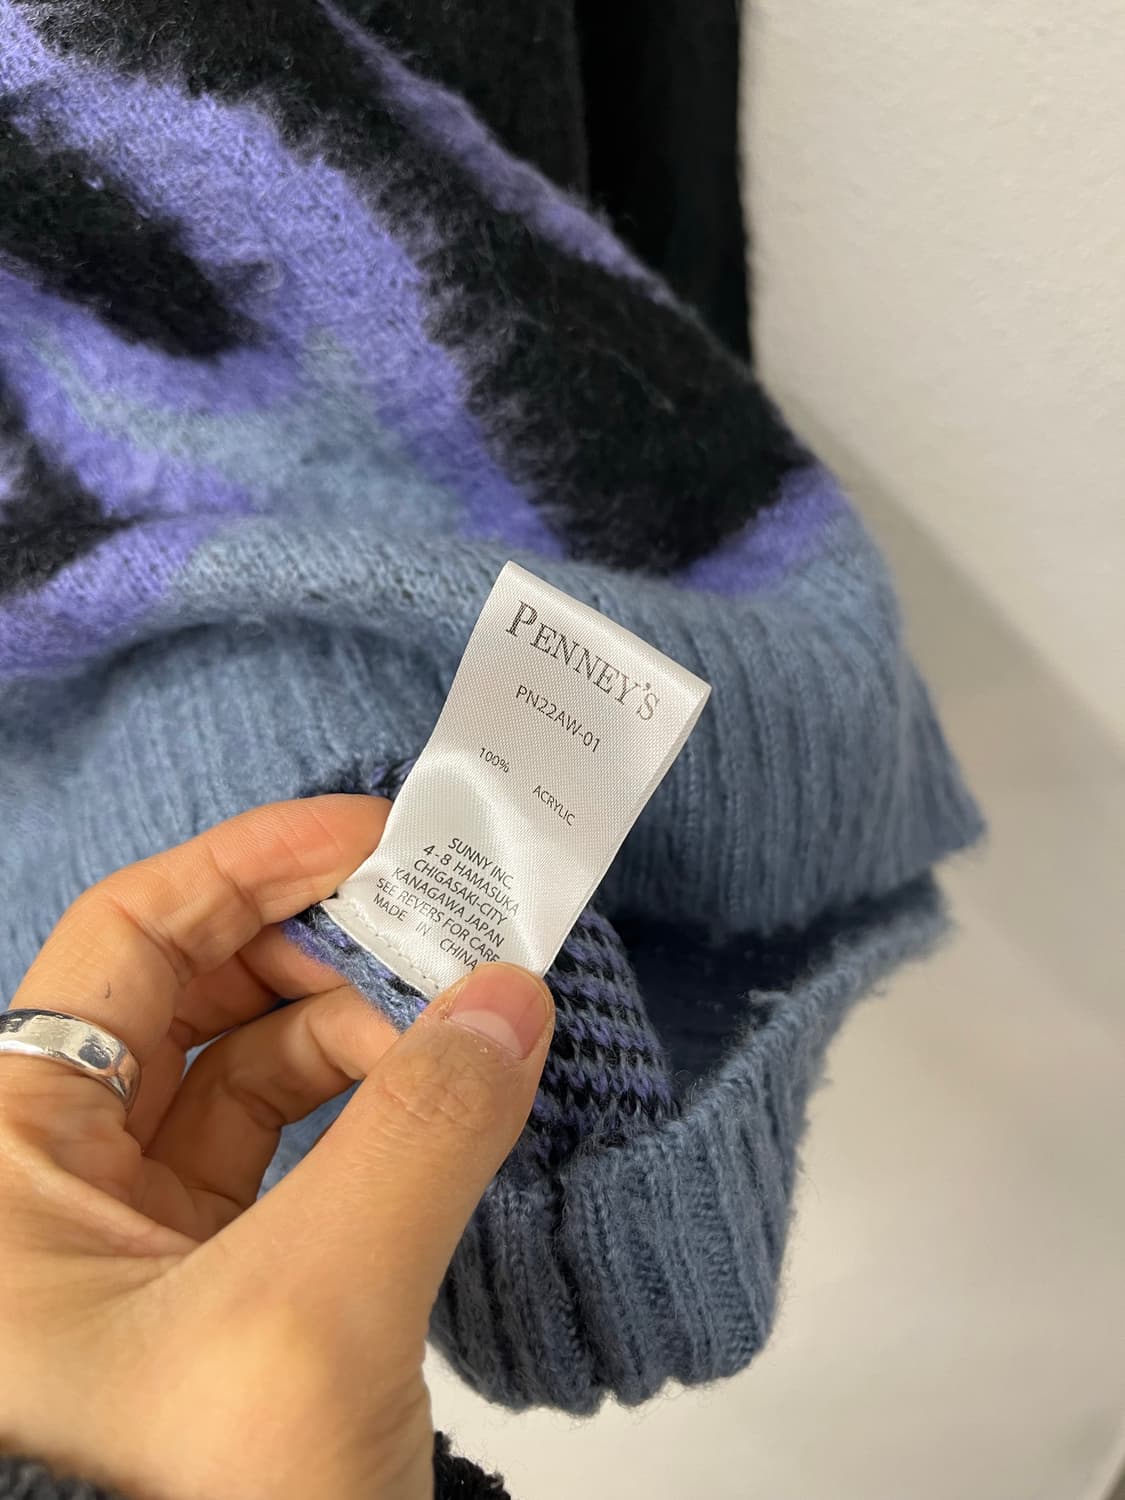 PENNEY'S
PN22AW-01
100%
ACRYLIC
SUNNY INC.
4-8 HAMASUKA
CHIGASAKI-CITY
KANAGAWA JAPAN
SEE REVERS FOR CARE
MADE IN CHINA